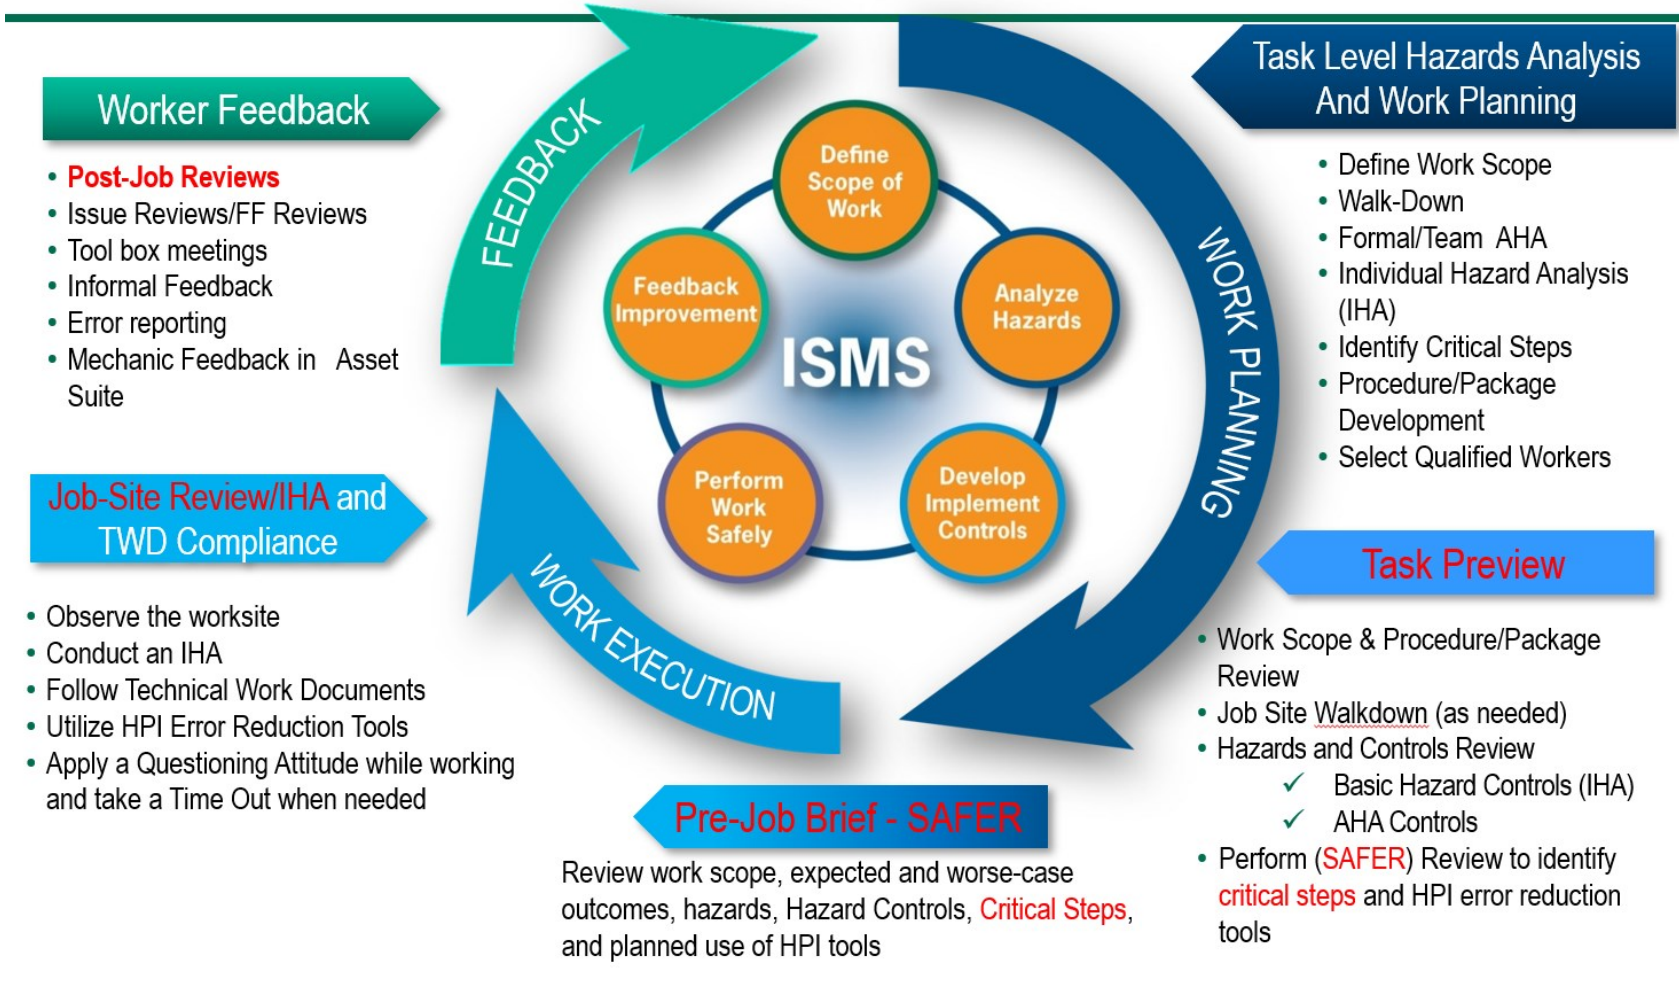 Worker Feedback
• Post-Job Reviews
• Issue Reviews/FF Reviews
• Tool box meetings
• Informal Feedback
• Error reporting
• Mechanic Feedback in Asset
Suite
Job-Site Review/IHA and
TWD Compliance
• Observe the worksite
• Conduct an IHA
• Follow Technical Work Documents
• Utilize HPI Error Reduction Tools
• Apply a Questioning Attitude while working
and take a Time Out when needed
FEEDBACK
WORK PLANNING
WORK EXECUTION
Define
Scope of
Work
Analyze
Hazards
Develop
Implement
Controls
Perform
Work
Safely
Feedback
Improvement
ISMS
Task Level Hazards Analysis
And Work Planning
• Define Work Scope
• Walk-Down
• Formal/Team AHA
• Individual Hazard Analysis
(IHA)
• Identify Critical Steps
• Procedure/Package
Development
• Select Qualified Workers
Task Preview
• Work Scope & Procedure/Package
Review
• Job Site Walkdown (as needed)
• Hazards and Controls Review
✓ Basic Hazard Controls (IHA)
✓ AHA Controls
• Perform (SAFER) Review to identify
critical steps and HPI error reduction
tools
Pre-Job Brief - SAFER
Review work scope, expected and worse-case
outcomes, hazards, Hazard Controls, Critical Steps,
and planned use of HPI tools